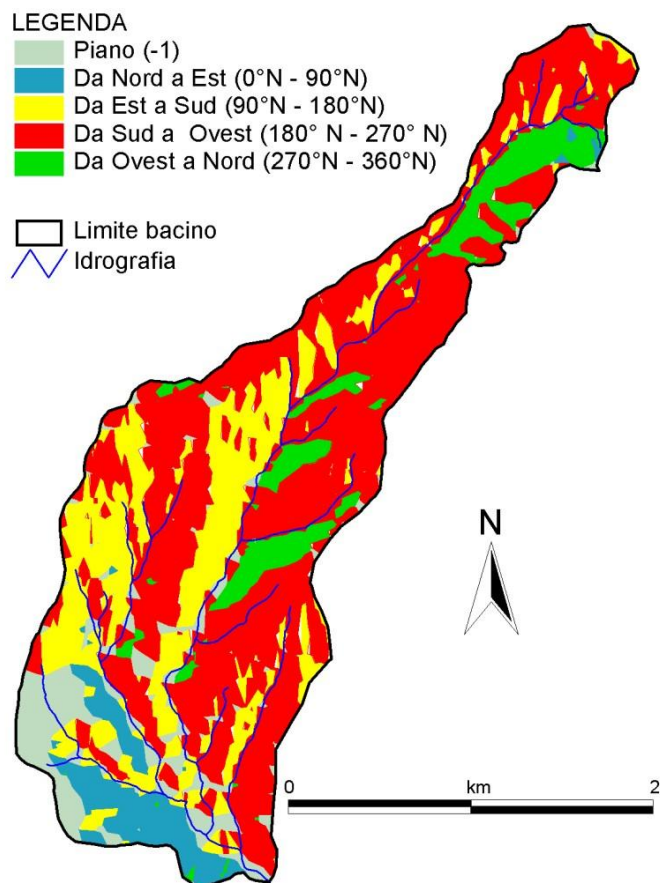 LEGENDA
Piano (-1)
Da Nord a Est (0°N - 90°N)
Da Est a Sud (90°N - 180°N)
Da Sud a Ovest (180° N - 270° N)
Da Ovest a Nord (270°N - 360°N)
Limite bacino
Idrografia
N
0 km 2